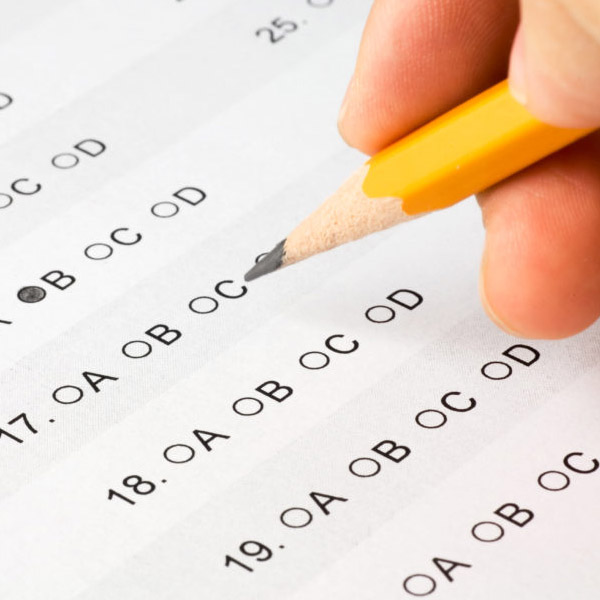 25.
C D
B C D
17. A B C
18. A B C D
19. A B C D
A B C